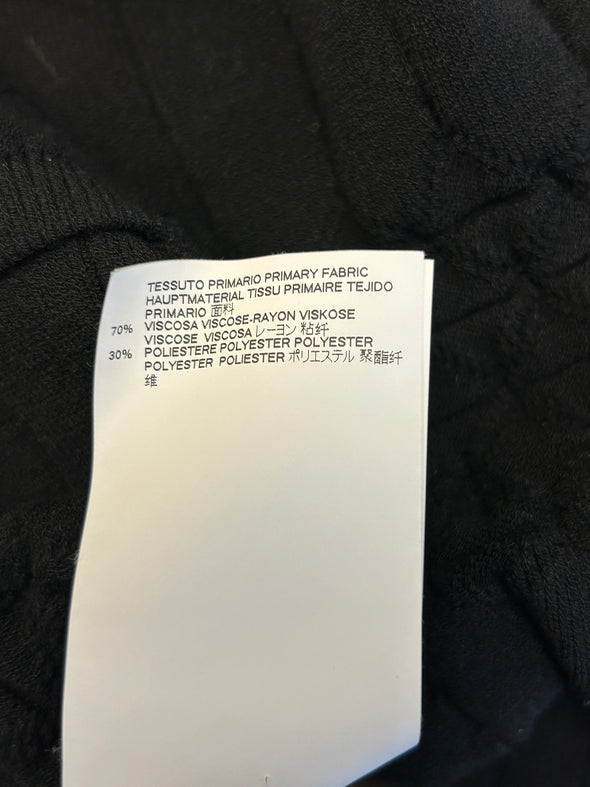 TESSUTO PRIMARIO PRIMARY FABRIC
HAUPTMATERIAL TISSU PRIMAIRE TEJIDO
PRIMARIO 面料
70% VISCOSA VISCOSE-RAYON VISKOSE
VISCOSE VISCOSA レーヨン 粘纤
30% POLIESTERE POLYESTER POLYESTER
POLYESTER POLIESTER ポリエステル 聚酯纤
维